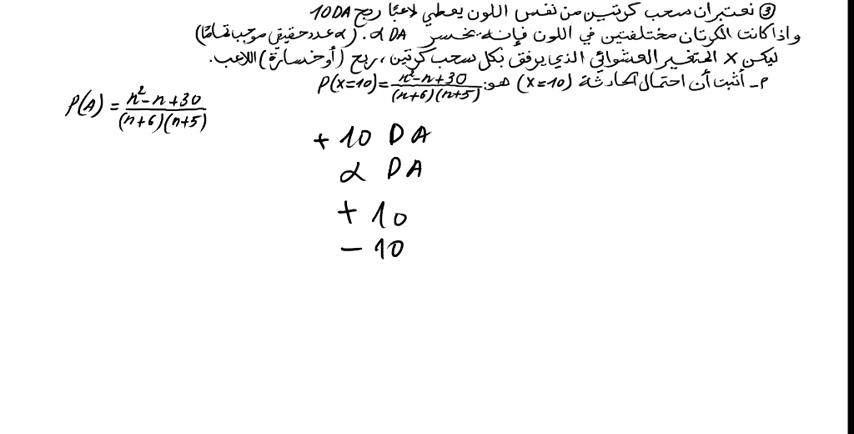 ③ نعتبر ان سحب كرتين من نفس اللون يعطي لاعبًا ربح 10DA
واذا كانت الكرتان مختلفتين في اللون فإنه يخسر α DA. (α عدد حقيقي موجب تمامًا)
ليكن X المتغير العشوائي الذي يرفق بكل سحب كرتين، ربح (أو خسارة) اللاعب.
P(A) = n²-n+30 / (n+6)(n+5)
م- أثبت أن احتمال الحادثة (X=10) هو: P(X=10) = n²-n+30 / (n+6)(n+5)
+ 10 DA
α DA
+ 10
- 10